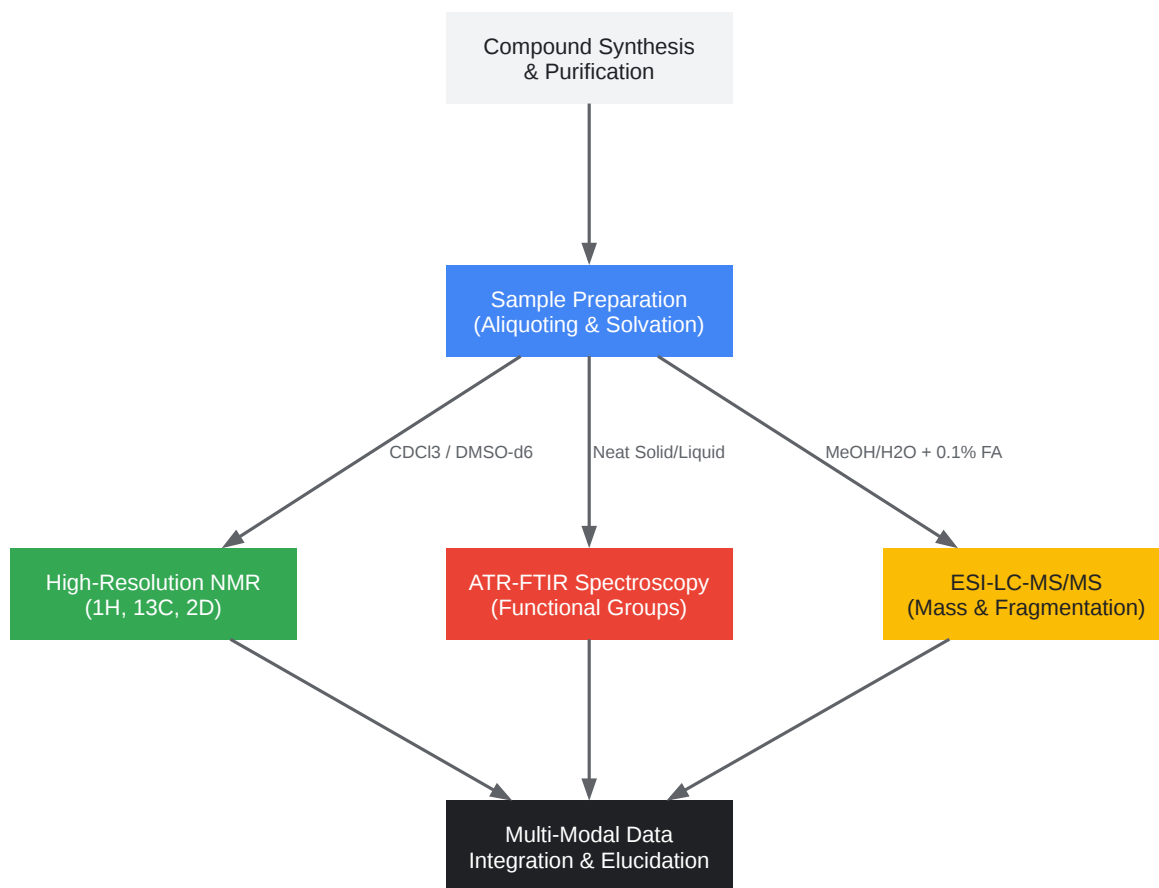 Compound Synthesis
& Purification
Sample Preparation
(Aliquoting & Solvation)
CDCl3 / DMSO-d6
Neat Solid/Liquid
MeOH/H2O + 0.1% FA
High-Resolution NMR
(1H, 13C, 2D)
ATR-FTIR Spectroscopy
(Functional Groups)
ESI-LC-MS/MS
(Mass & Fragmentation)
Multi-Modal Data
Integration & Elucidation